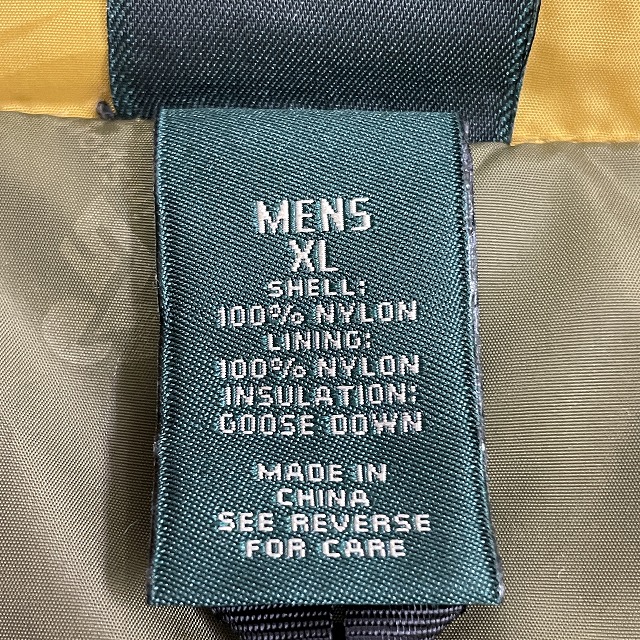 MENS
XL
SHELL:
100% NYLON
LINING:
100% NYLON
INSULATION:
GOOSE DOWN
MADE IN
CHINA
SEE REVERSE
FOR CARE